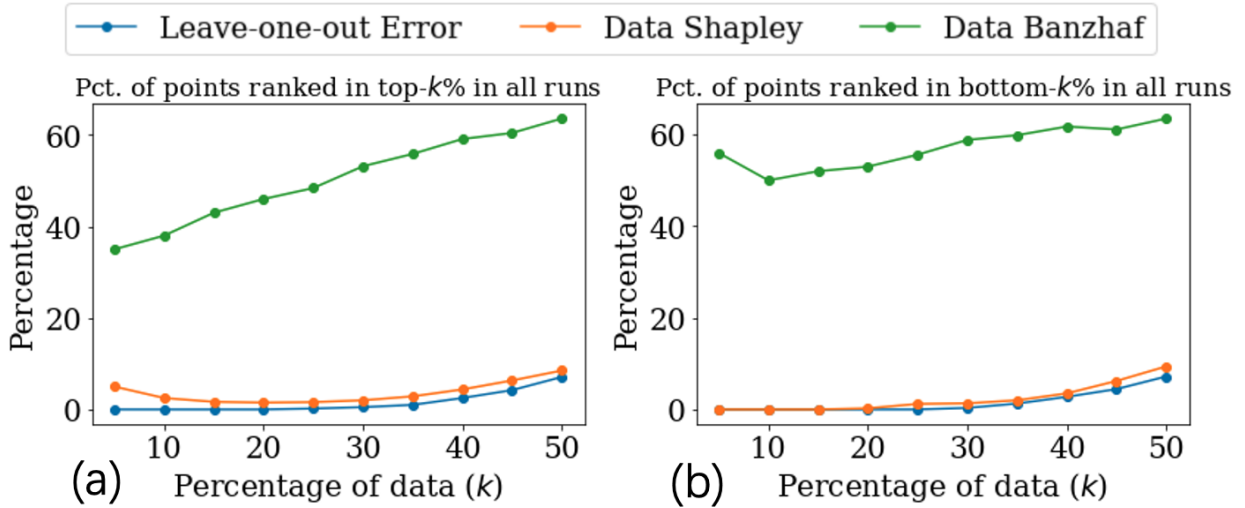 Leave-one-out Error Data Shapley Data Banzhaf
Pct. of points ranked in top-k% in all runs
Percentage
60
40
20
0
10 20 30 40 50
Percentage of data (k)
(a)
Pct. of points ranked in bottom-k% in all runs
Percentage
60
40
20
0
10 20 30 40 50
Percentage of data (k)
(b)